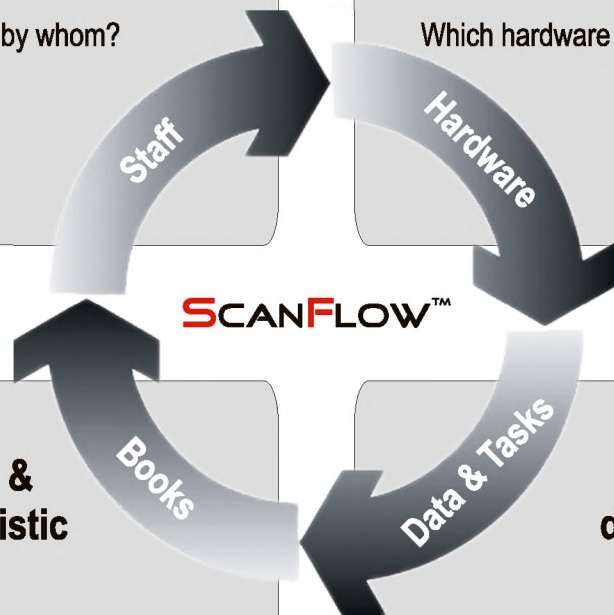 by whom?
Which hardware
Staff
Hardware
SCANFLOW™
Books
Data & Tasks
&
istic